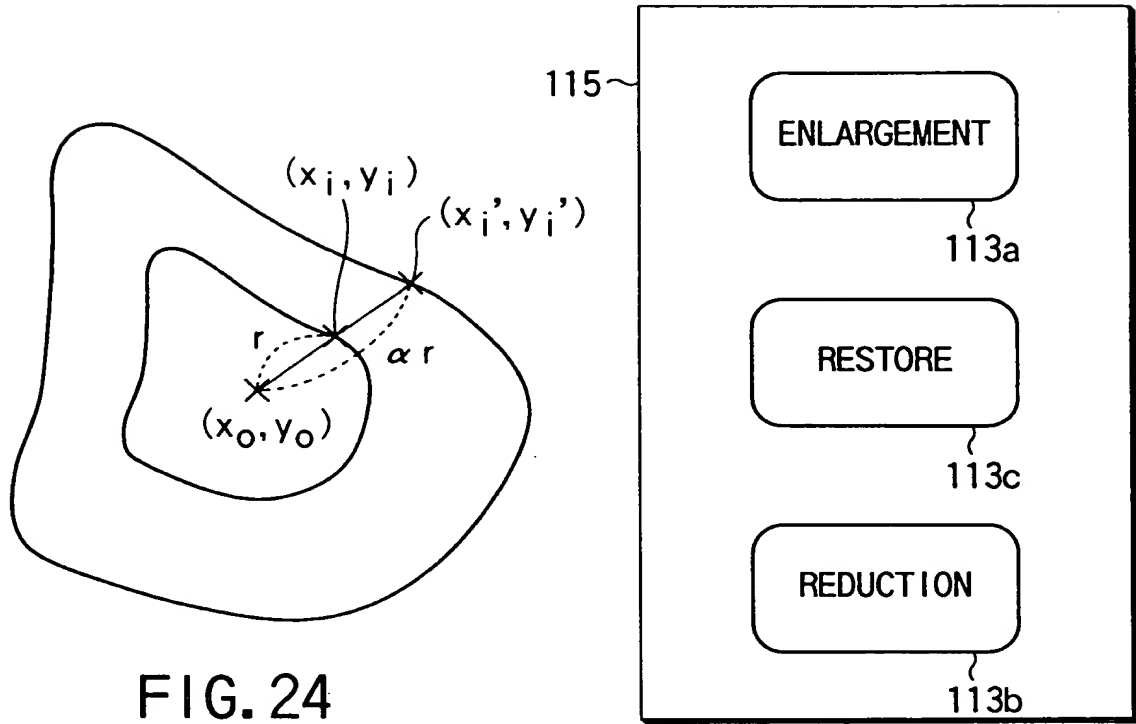 (xi, yi)
(xi', yi')
r
α r
(xo, yo)
FIG. 24
115
ENLARGEMENT
113a
RESTORE
113c
REDUCTION
113b